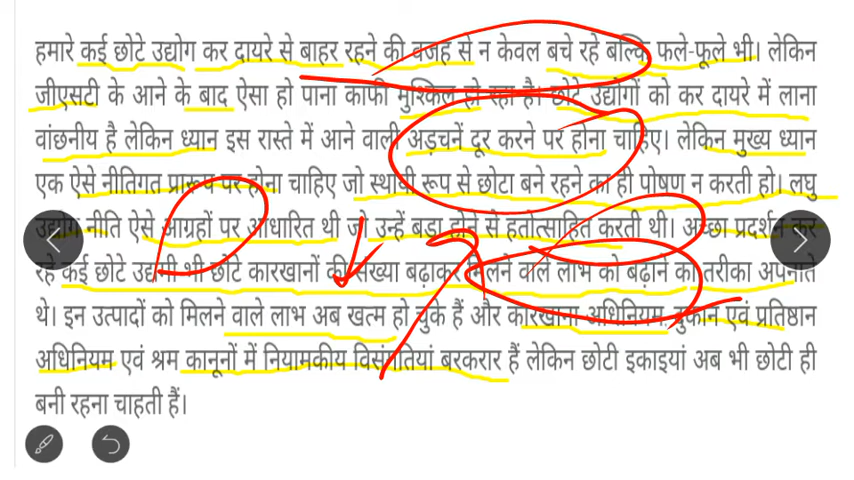 हमारे कई छोटे उद्योग कर दायरे से बाहर रहने की वजह से न केवल बचे रहे बल्कि फले-फूले भी। लेकिन
जीएसटी के आने के बाद ऐसा हो पाना काफी मुश्किल हो रहा है। छोटे उद्योगों को कर दायरे में लाना
वांछनीय है लेकिन ध्यान इस रास्ते में आने वाली अड़चनें दूर करने पर होना चाहिए। लेकिन मुख्य ध्यान
एक ऐसे नीतिगत प्रारूप पर होना चाहिए जो स्थायी रूप से छोटा बने रहने का ही पोषण न करती हो। लघु
उद्योग नीति ऐसे आग्रहों पर आधारित थी जो उन्हें बड़ा होने से हतोत्साहित करती थी। अच्छा प्रदर्शन कर
रहे कई छोटे उद्यमी भी छोटे कारखानों की संख्या बढ़ाकर मिलने वाले लाभ को बढ़ाने का तरीका अपनाते
थे। इन उत्पादों को मिलने वाले लाभ अब खत्म हो चुके हैं और कारखाना अधिनियम, दुकान एवं प्रतिष्ठान
अधिनियम एवं श्रम कानूनों में नियामकीय विसंगतियां बरकरार हैं लेकिन छोटी इकाइयां अब भी छोटी ही
बनी रहना चाहती हैं।